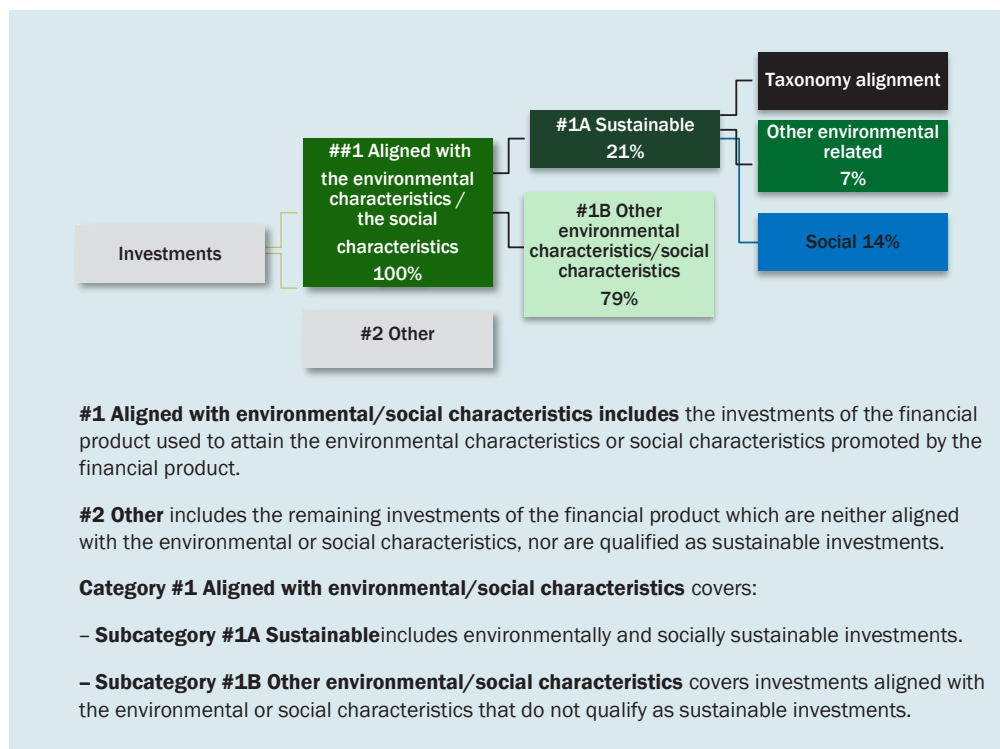 Investments
##1 Aligned with
the environmental
characteristics /
the social
characteristics
100%
#2 Other
#1A Sustainable
21%
#1B Other
environmental
characteristics/social
characteristics
79%
Taxonomy alignment
Other environmental
related
7%
Social 14%
#1 Aligned with environmental/social characteristics includes the investments of the financial
product used to attain the environmental characteristics or social characteristics promoted by the
financial product.
#2 Other includes the remaining investments of the financial product which are neither aligned
with the environmental or social characteristics, nor are qualified as sustainable investments.
Category #1 Aligned with environmental/social characteristics covers:
– Subcategory #1A Sustainableincludes environmentally and socially sustainable investments.
– Subcategory #1B Other environmental/social characteristics covers investments aligned with
the environmental or social characteristics that do not qualify as sustainable investments.